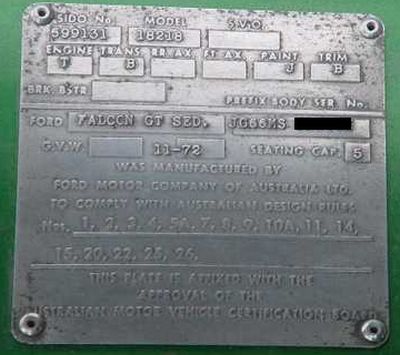 SIDO. No. MODEL S.V.O.
599131 18218
ENGINE TRANS. RR AX. FT AX. PAINT TRIM
T B J B
BRK. BSTR PREFIX BODY SER. No.
FORD FALCON GT SED. JG66MS
G.V.W 11-72 SEATING CAP. 5
WAS MANUFACTURED BY
FORD MOTOR COMPANY OF AUSTRALIA LTD.
TO COMPLY WITH AUSTRALIAN DESIGN RULES
Nos. 1, 2, 3, 4, 5A, 7, 8, 9, 10A, 11, 14,
15, 20, 22, 25, 26,
THIS PLATE IS AFFIXED WITH THE
APPROVAL OF THE
AUSTRALIAN MOTOR VEHICLE CERTIFICATION BOARD